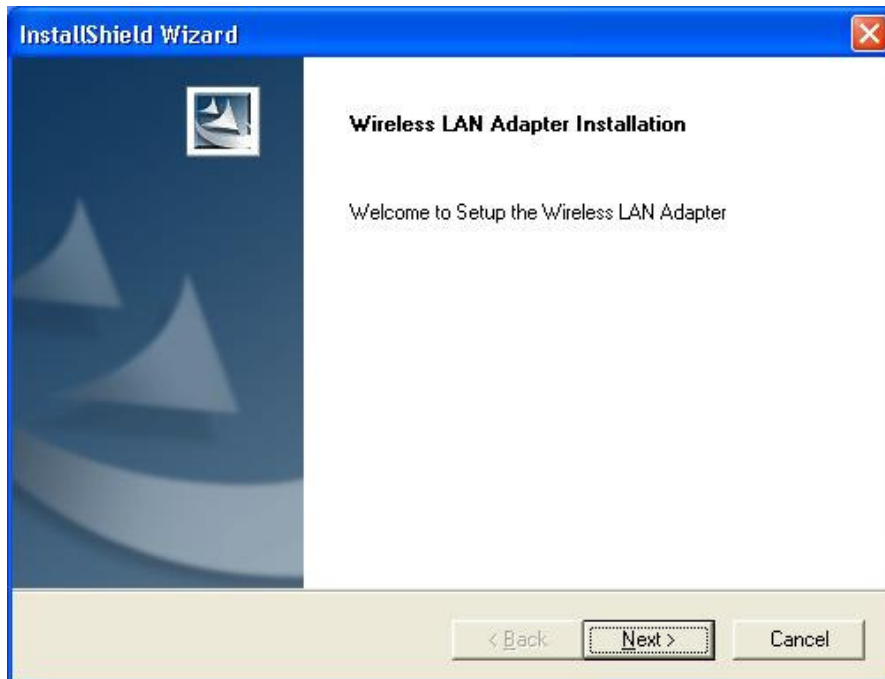 InstallShield Wizard
Wireless LAN Adapter Installation
Welcome to Setup the Wireless LAN Adapter
< Back
Next >
Cancel